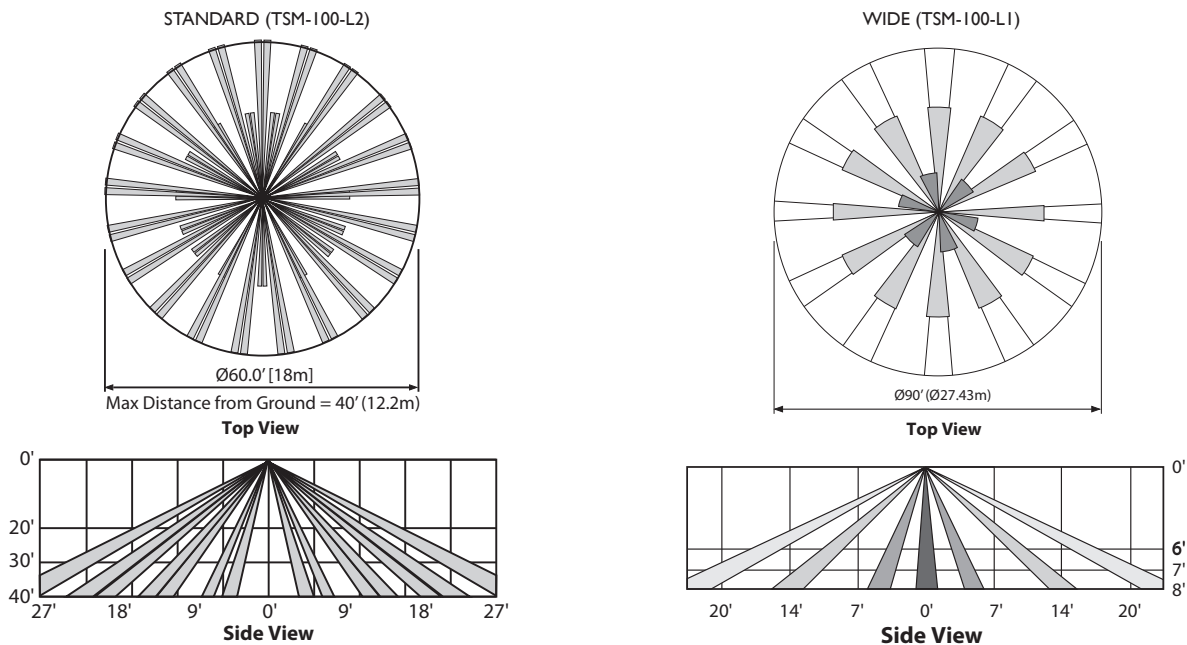 STANDARD (TSM-100-L2)
Ø60.0' [18m]
Max Distance from Ground = 40' (12.2m)
Top View
0'
20'
30'
40'
27' 18' 9' 0' 9' 18' 27'
Side View
WIDE (TSM-100-L1)
Ø90' (Ø27.43m)
Top View
0'
6'
7'
8'
20' 14' 7' 0' 7' 14' 20'
Side View